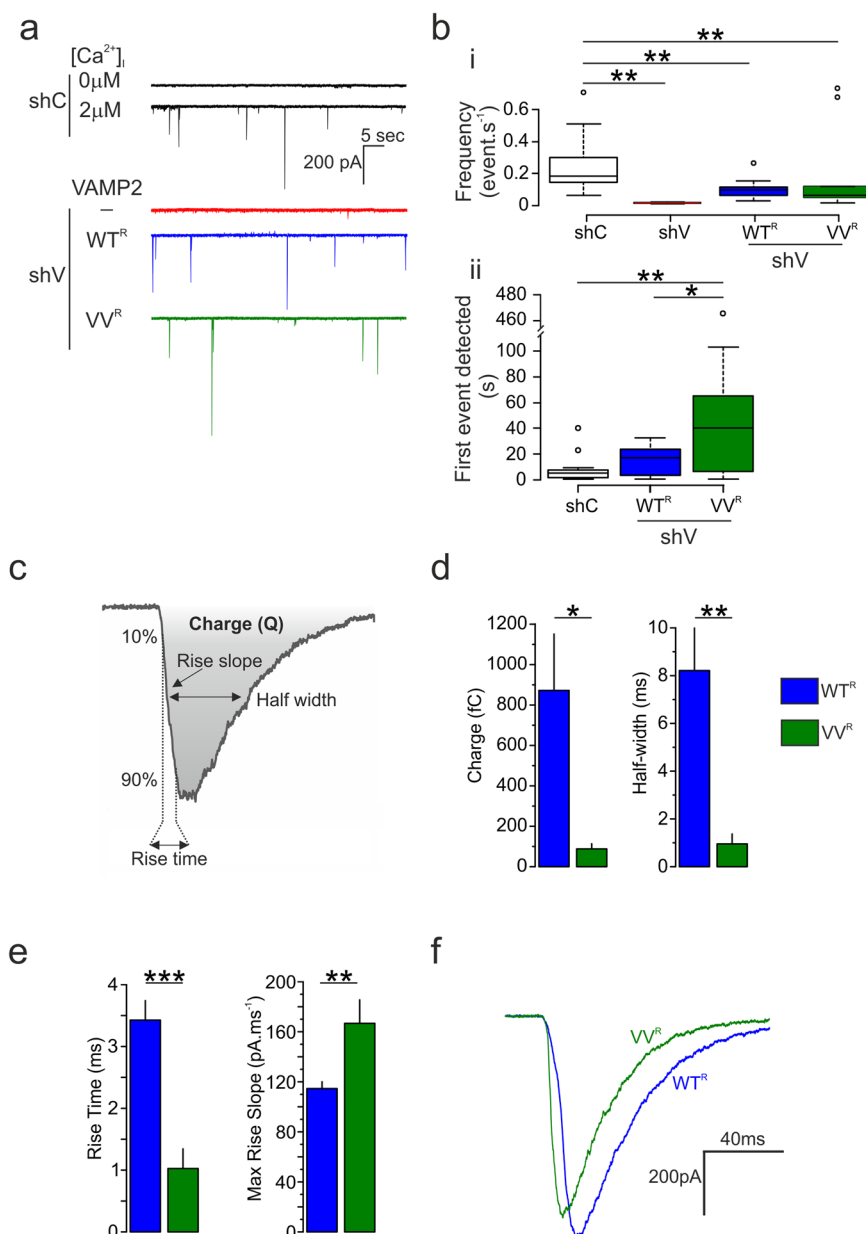 a
[Ca²⁺]ᵢ
shC
0µM
2µM
5 sec
200 pA
VAMP2
–
shV
WTᴿ
VVᴿ
b
i
**
**
**
Frequency
(event.s⁻¹)
0.6
0.4
0.2
0
shC
shV
WTᴿ
VVᴿ
shV
ii
**
*
First event detected
(s)
480
460
100
80
60
40
20
0
shC
WTᴿ
VVᴿ
shV
c
10%
Charge (Q)
Rise slope
Half width
90%
Rise time
d
*
Charge (fC)
1200
1000
800
600
400
200
0
**
Half-width (ms)
10
8
6
4
2
0
WTᴿ
VVᴿ
e
***
Rise Time (ms)
4
3
2
1
0
**
Max Rise Slope (pA.ms⁻¹)
200
160
120
80
40
0
f
VVᴿ
WTᴿ
40ms
200pA